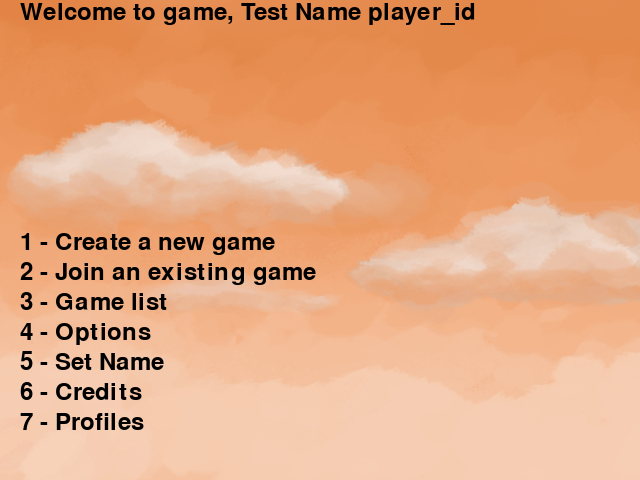 Welcome to game, Test Name player_id
1 - Create a new game
2 - Join an existing game
3 - Game list
4 - Options
5 - Set Name
6 - Credits
7 - Profiles